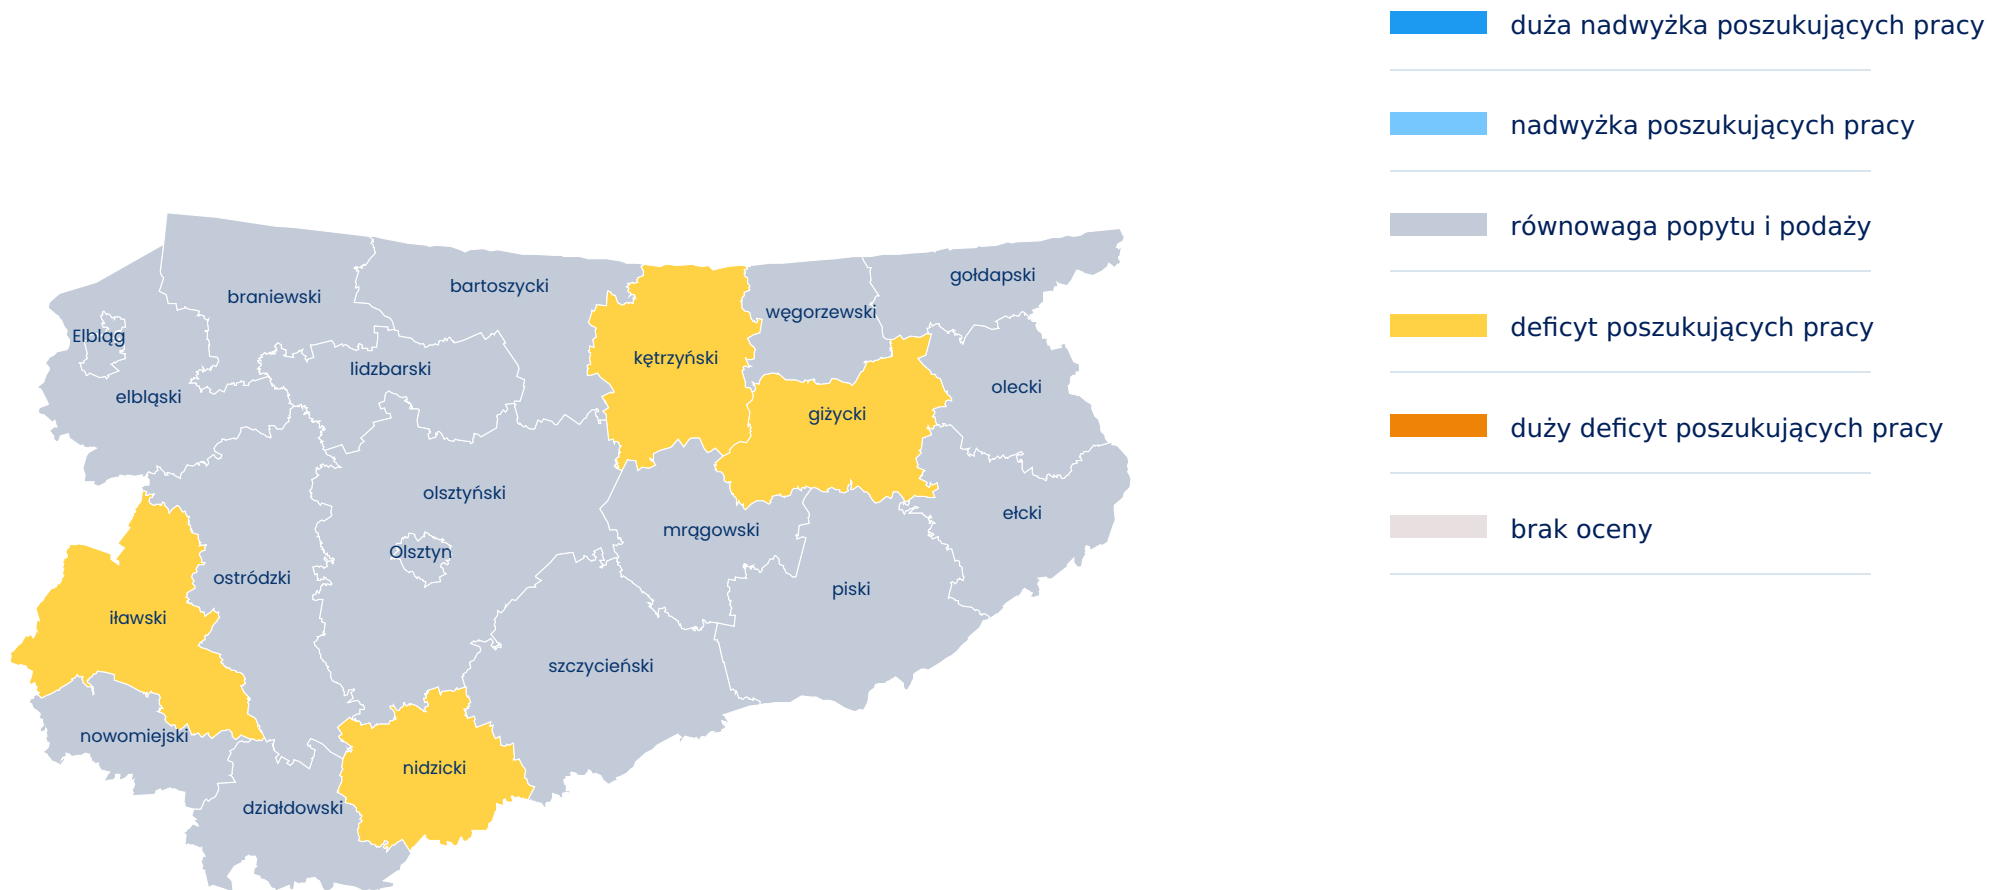 duża nadwyżka poszukujących pracy
nadwyżka poszukujących pracy
równowaga popytu i podaży
deficyt poszukujących pracy
duży deficyt poszukujących pracy
brak oceny
gołdapski
bartoszycki
braniewski
węgorzewski
Elbląg
kętrzyński
lidzbarski
olecki
elbląski
giżycki
olsztyński
ełcki
mrągowski
Olsztyn
ostródzki
piski
iławski
szczycieński
nowomiejski
nidzicki
działdowski